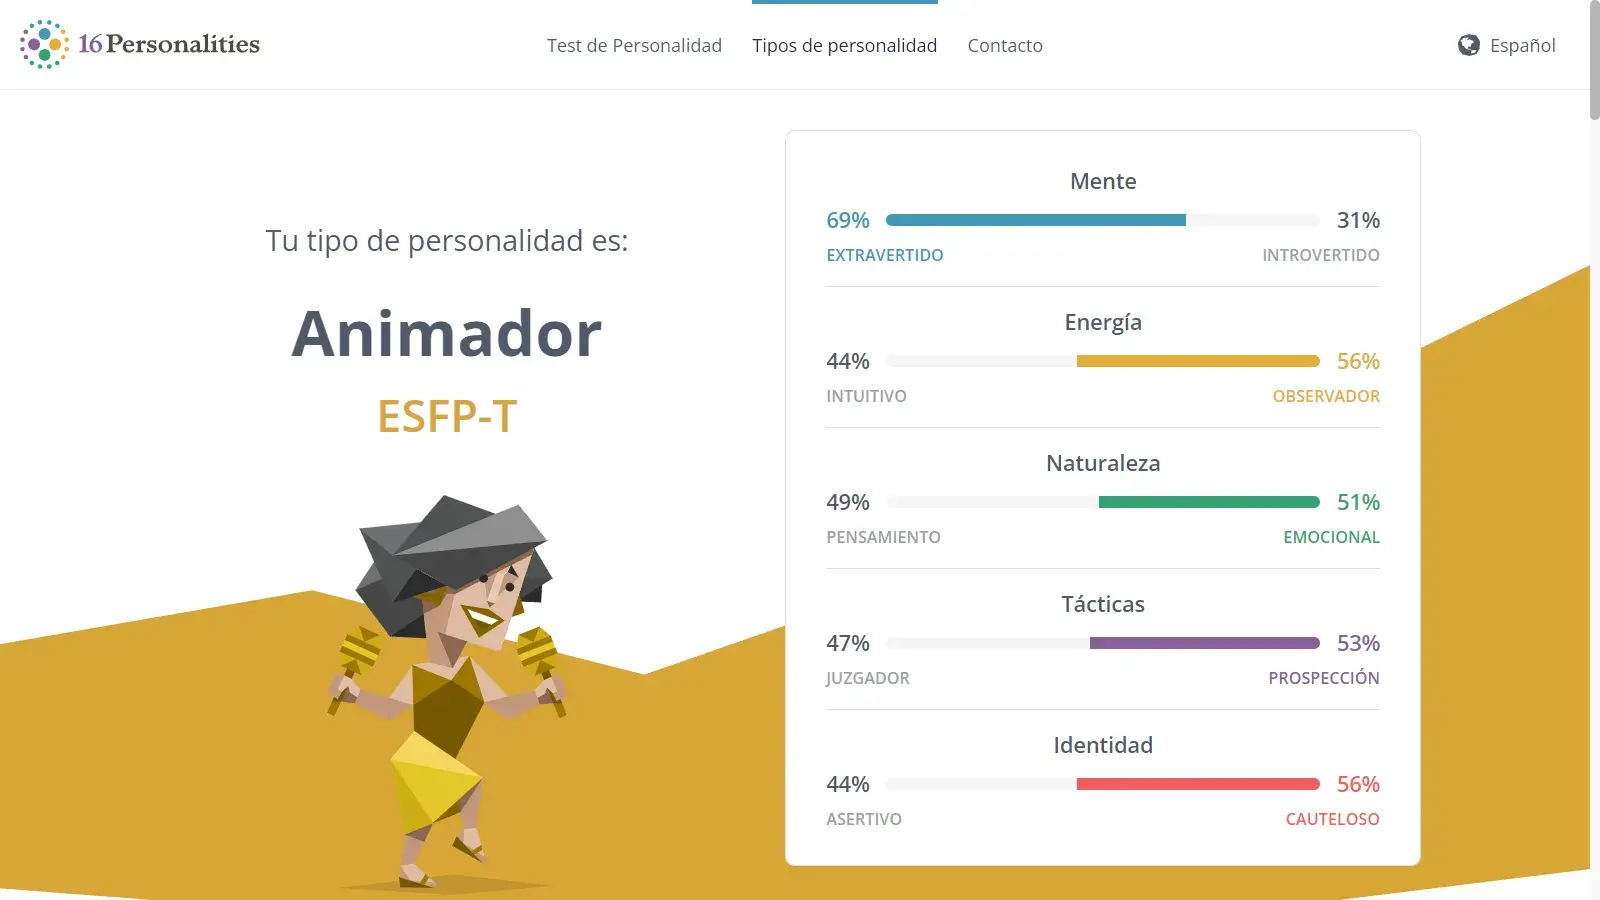 16Personalities
Test de Personalidad
Tipos de personalidad
Contacto
Español
Tu tipo de personalidad es:
Animador
ESFP-T
Mente
69% 31%
EXTRAVERTIDO INTROVERTIDO
Energía
44% 56%
INTUITIVO OBSERVADOR
Naturaleza
49% 51%
PENSAMIENTO EMOCIONAL
Tácticas
47% 53%
JUZGADOR PROSPECCIÓN
Identidad
44% 56%
ASERTIVO CAUTELOSO